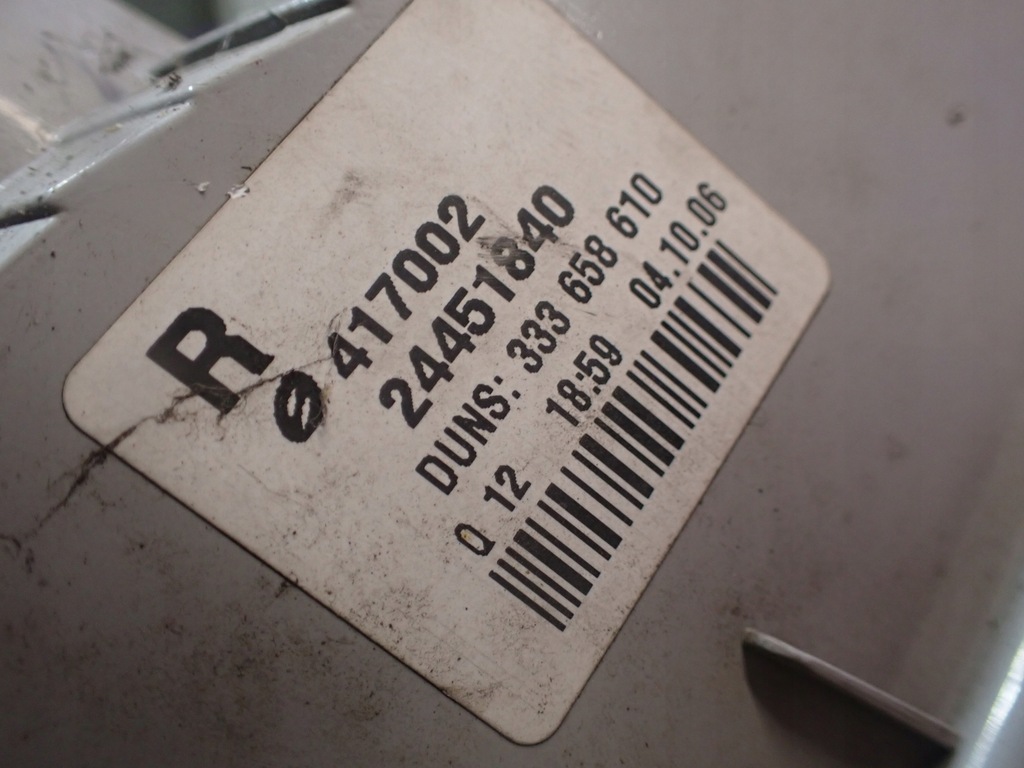 R
417002
24451840
DUNS: 333 658 610
Q 12 18:59 04.10.06